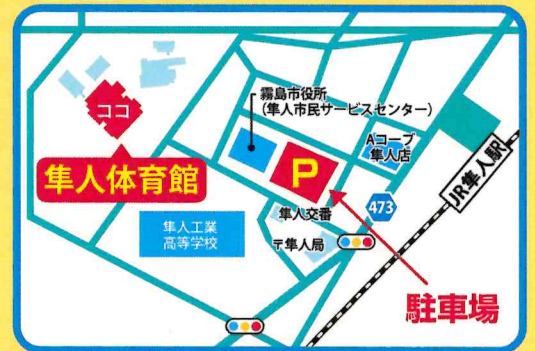 ココ
隼人体育館
霧島市役所
（隼人市民サービスセンター）
P
Aコープ
隼人店
JR隼人駅
隼人工業
高等学校
隼人交番
473
〒隼人局
駐車場